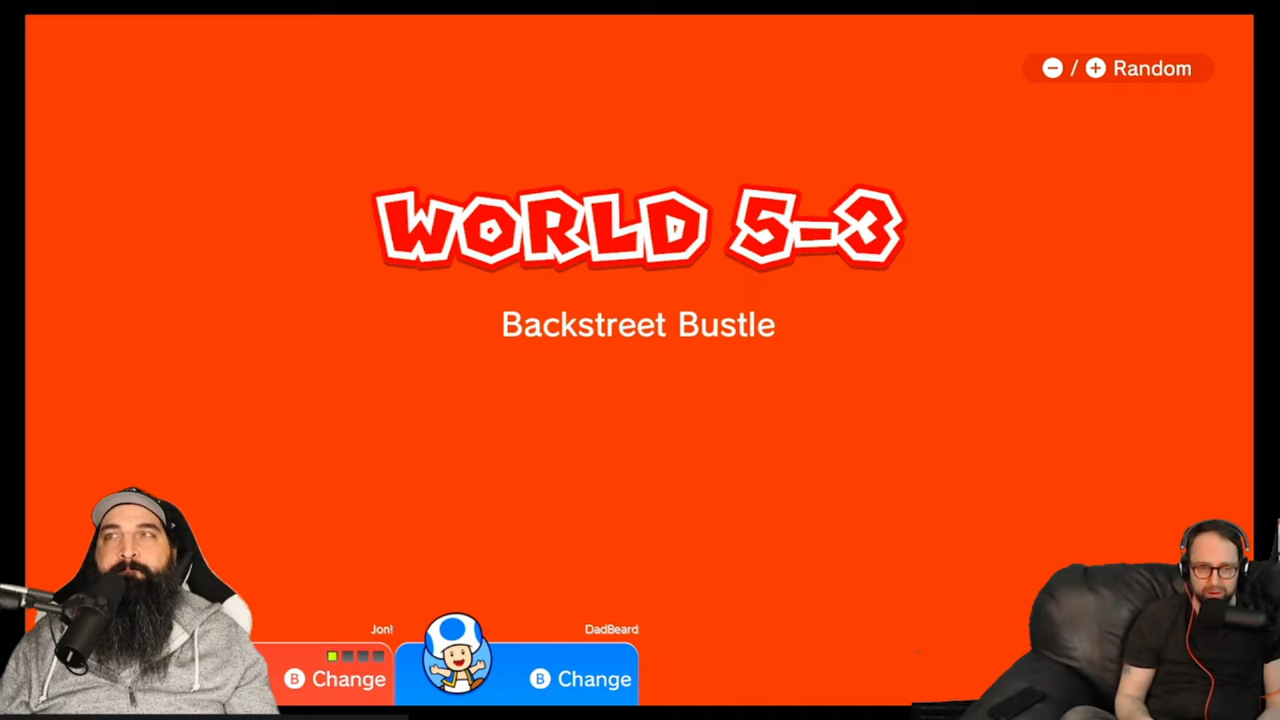 − / + Random
WORLD 5-3
Backstreet Bustle
Jon!
DadBeard
B Change
B Change